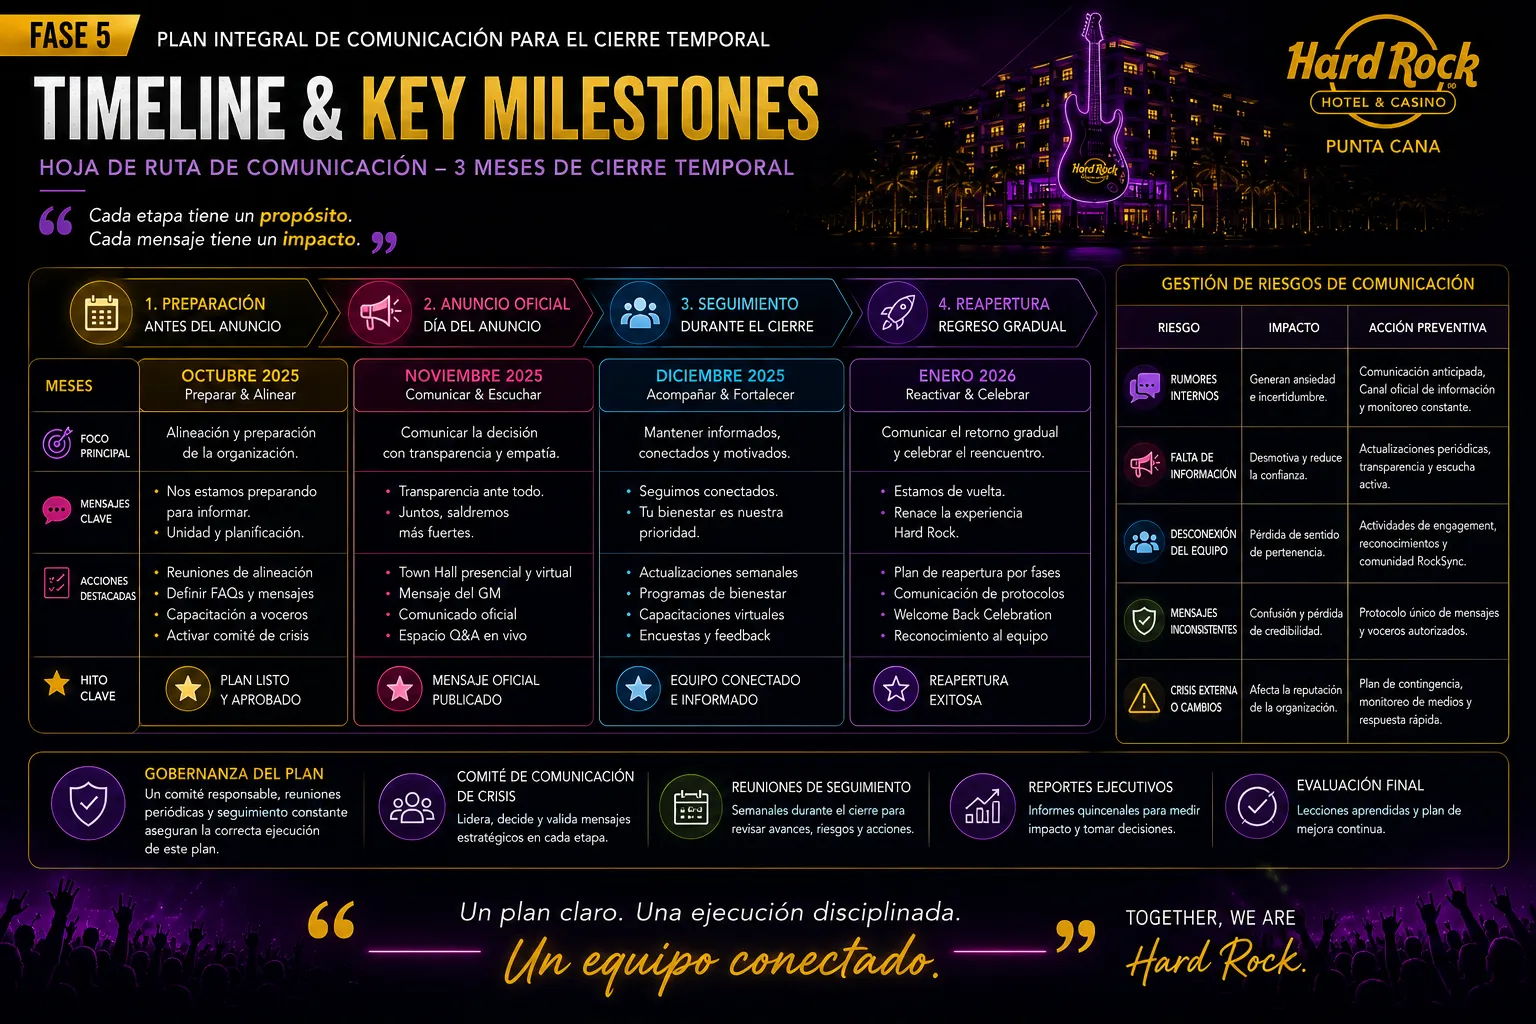 FASE 5
PLAN INTEGRAL DE COMUNICACIÓN PARA EL CIERRE TEMPORAL
TIMELINE & KEY MILESTONES
HOJA DE RUTA DE COMUNICACIÓN – 3 MESES DE CIERRE TEMPORAL
“ Cada etapa tiene un propósito.
Cada mensaje tiene un impacto. ”
Hard Rock
Hard Rock
HOTEL & CASINO
PUNTA CANA
1. PREPARACIÓN
ANTES DEL ANUNCIO
2. ANUNCIO OFICIAL
DÍA DEL ANUNCIO
3. SEGUIMIENTO
DURANTE EL CIERRE
4. REAPERTURA
REGRESO GRADUAL
MESES
OCTUBRE 2025
Preparar & Alinear
NOVIEMBRE 2025
Comunicar & Escuchar
DICIEMBRE 2025
Acompañar & Fortalecer
ENERO 2026
Reactivar & Celebrar
FOCO
PRINCIPAL
Alineación y preparación
de la organización.
Comunicar la decisión
con transparencia y empatía.
Mantener informados,
conectados y motivados.
Comunicar el retorno gradual
y celebrar el reencuentro.
MENSAJES
CLAVE
• Nos estamos preparando
para informar.
• Unidad y planificación.
• Transparencia ante todo.
• Juntos, saldremos
más fuertes.
• Seguimos conectados.
• Tu bienestar es nuestra
prioridad.
• Estamos de vuelta.
• Renace la experiencia
Hard Rock.
ACCIONES
DESTACADAS
• Reuniones de alineación
• Definir FAQs y mensajes
• Capacitación a voceros
• Activar comité de crisis
• Town Hall presencial y virtual
• Mensaje del GM
• Comunicado oficial
• Espacio Q&A en vivo
• Actualizaciones semanales
• Programas de bienestar
• Capacitaciones virtuales
• Encuestas y feedback
• Plan de reapertura por fases
• Comunicación de protocolos
• Welcome Back Celebration
• Reconocimiento al equipo
HITO
CLAVE
PLAN LISTO
Y APROBADO
MENSAJE OFICIAL
PUBLICADO
EQUIPO CONECTADO
E INFORMADO
REAPERTURA
EXITOSA
GESTIÓN DE RIESGOS DE COMUNICACIÓN
RIESGO
IMPACTO
ACCIÓN PREVENTIVA
RUMORES
INTERNOS
Generan ansiedad
e incertidumbre.
Comunicación anticipada,
Canal oficial de información
y monitoreo constante.
FALTA DE
INFORMACIÓN
Desmotiva y reduce
la confianza.
Actualizaciones periódicas,
transparencia y escucha
activa.
DESCONEXIÓN
DEL EQUIPO
Pérdida de sentido
de pertenencia.
Actividades de engagement,
reconocimientos y
comunidad RockSync.
MENSAJES
INCONSISTENTES
Confusión y pérdida
de credibilidad.
Protocolo único de mensajes
y voceros autorizados.
CRISIS EXTERNA
O CAMBIOS
Afecta la reputación
de la organización.
Plan de contingencia,
monitoreo de medios y
respuesta rápida.
GOBERNANZA DEL PLAN
Un comité responsable, reuniones
periódicas y seguimiento constante
aseguran la correcta ejecución
de este plan.
COMITÉ DE COMUNICACIÓN
DE CRISIS
Lidera, decide y valida mensajes
estratégicos en cada etapa.
REUNIONES DE SEGUIMIENTO
Semanales durante el cierre para
revisar avances, riesgos y acciones.
REPORTES EJECUTIVOS
Informes quincenales para medir
impacto y tomar decisiones.
EVALUACIÓN FINAL
Lecciones aprendidas y plan de
mejora continua.
“ Un plan claro. Una ejecución disciplinada.
Un equipo conectado. ”
TOGETHER, WE ARE
Hard Rock.